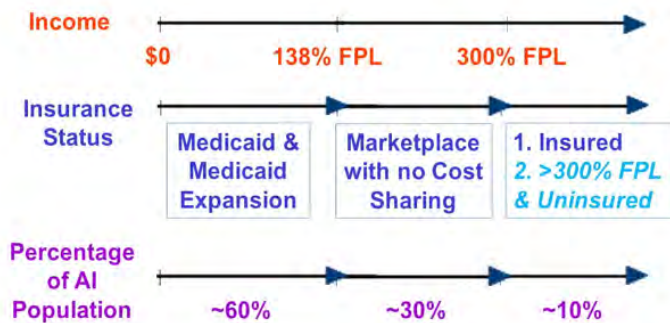 Income
$0 138% FPL 300% FPL
Insurance
Status
Medicaid &
Medicaid
Expansion
Marketplace
with no Cost
Sharing
1. Insured
2. >300% FPL
& Uninsured
Percentage
of AI
Population
~60% ~30% ~10%